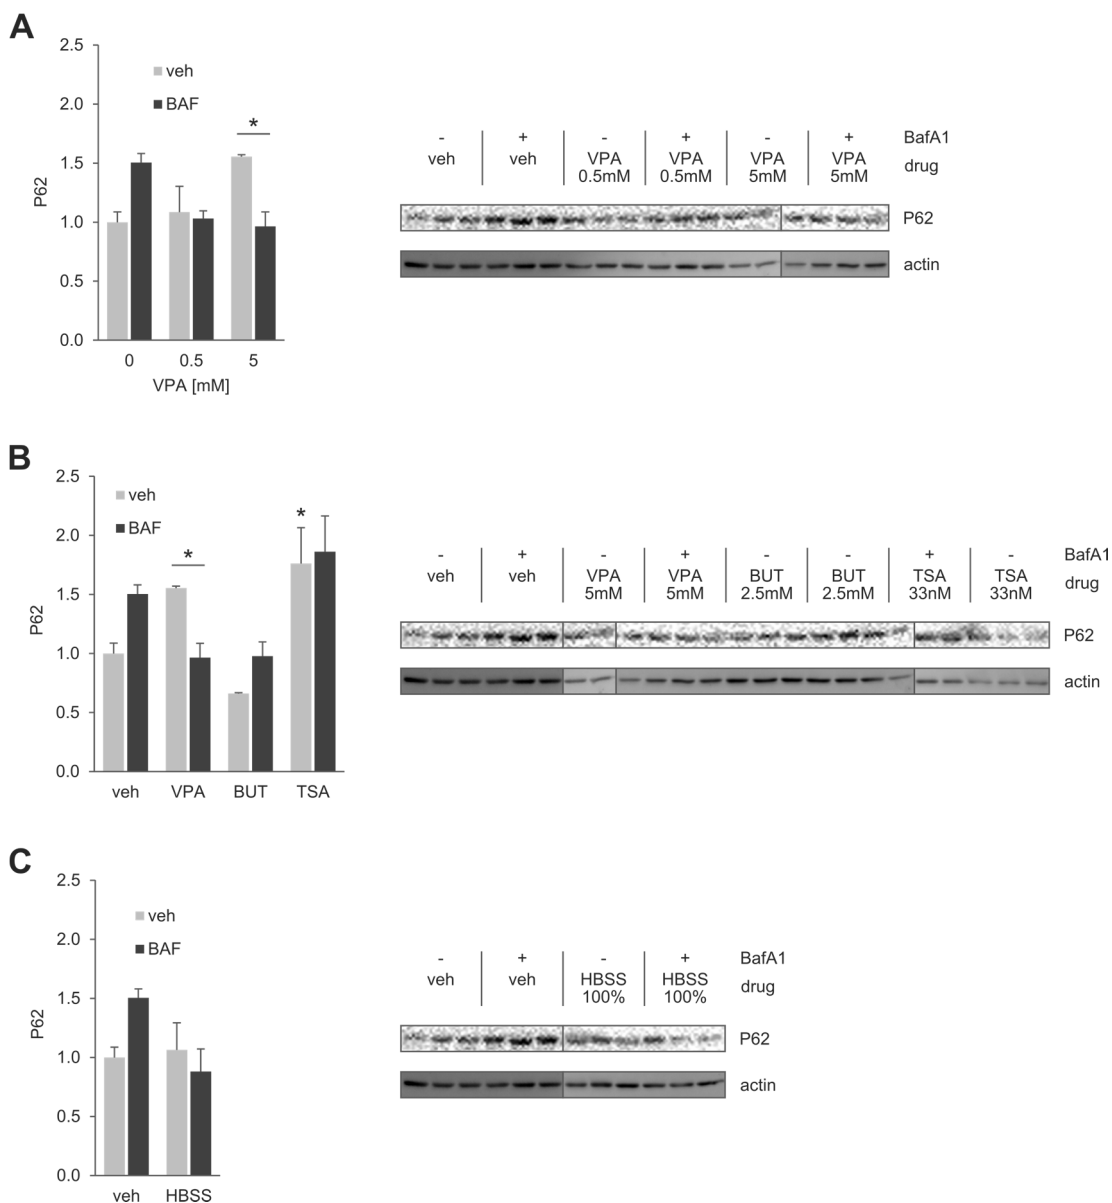 A
2.5
2.0
1.5
1.0
0.5
0.0
P62
veh
BAF
*
0 0.5 5
VPA [mM]
- + - + - + BafA1
veh veh VPA VPA VPA VPA drug
0.5mM 0.5mM 5mM 5mM
P62
actin
B
2.5
2.0
1.5
1.0
0.5
0.0
P62
veh
BAF
*
*
veh VPA BUT TSA
- + - + - - + - BafA1
veh veh VPA VPA BUT BUT TSA TSA drug
5mM 5mM 2.5mM 2.5mM 33nM 33nM
P62
actin
C
2.5
2.0
1.5
1.0
0.5
0.0
P62
veh
BAF
veh HBSS
- + - + BafA1
veh veh HBSS HBSS drug
100% 100%
P62
actin